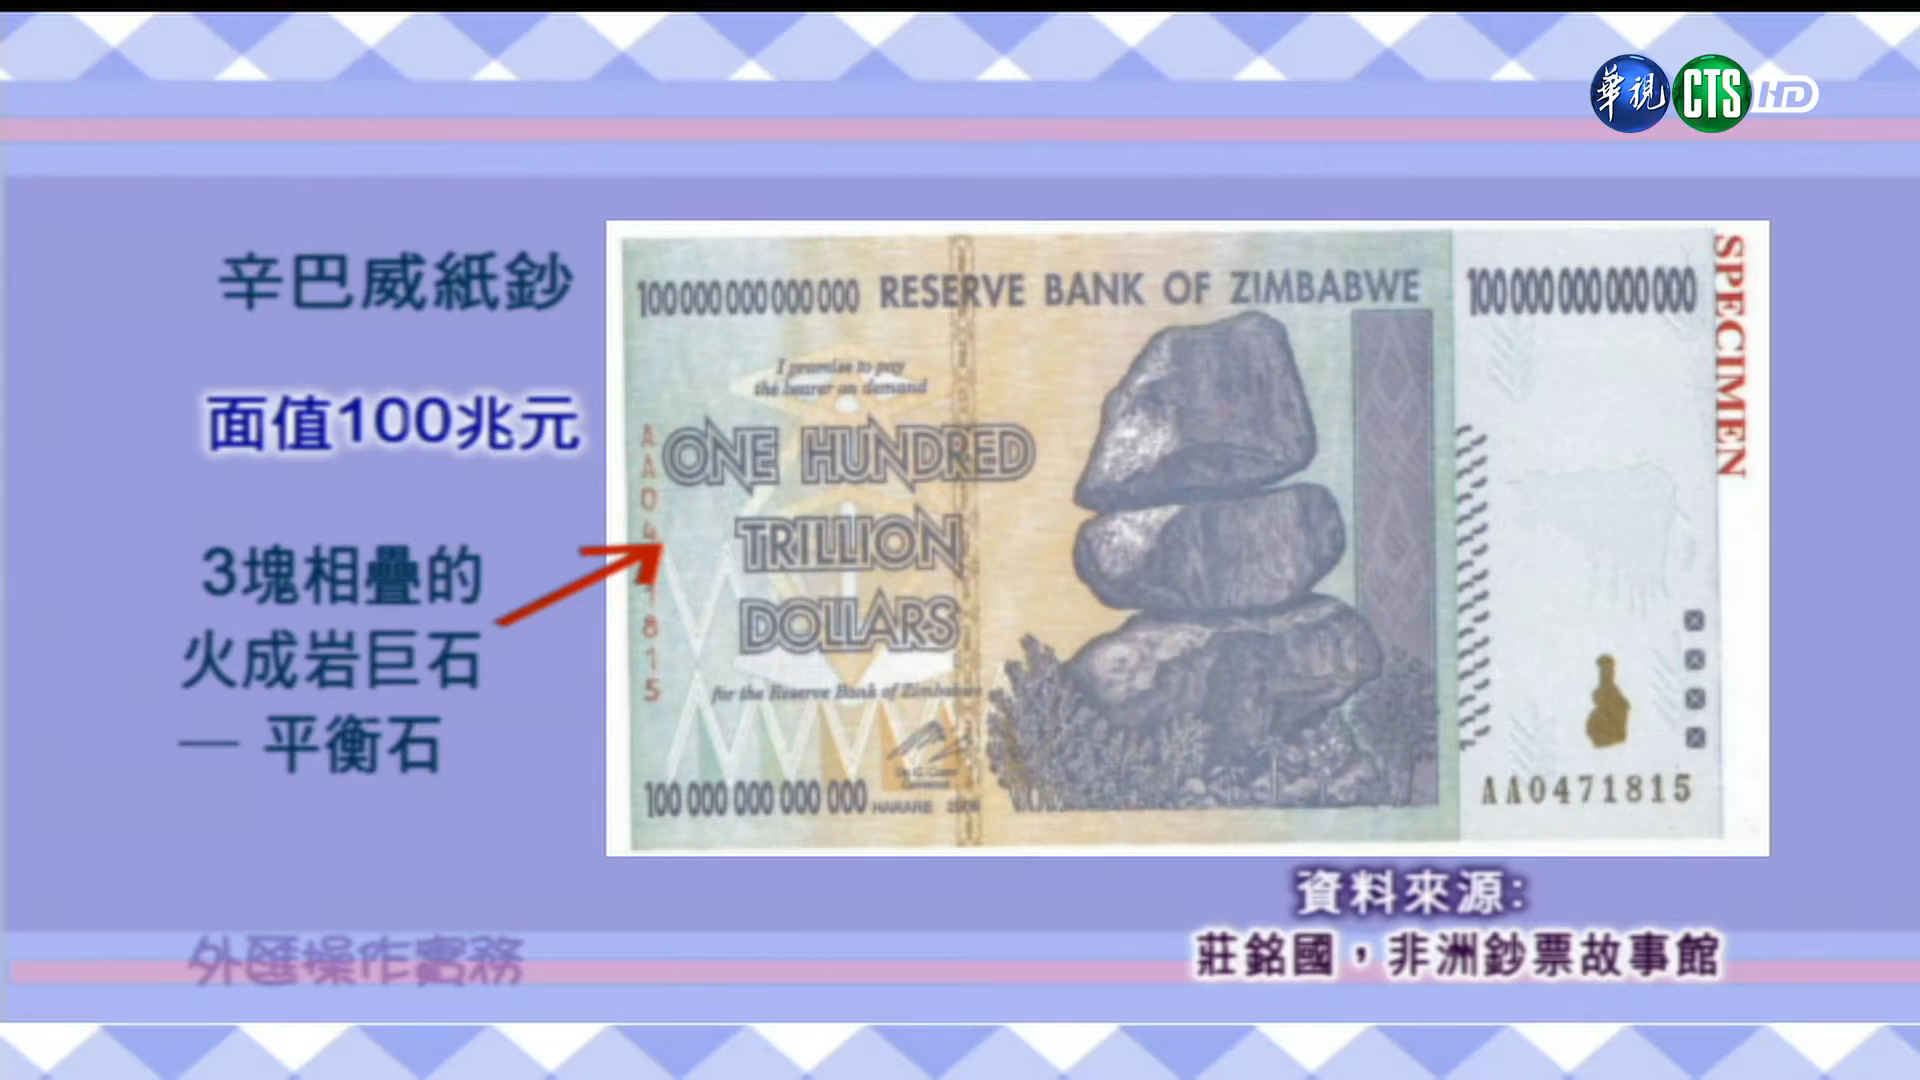 華視 CTS HD
辛巴威紙鈔
面值100兆元
3塊相疊的
火成岩巨石
— 平衡石
100 000 000 000 000 RESERVE BANK OF ZIMBABWE 100 000 000 000 000
SPECIMEN
I promise to pay
the bearer on demand
ONE HUNDRED
TRILLION
DOLLARS
for the Reserve Bank of Zimbabwe
100 000 000 000 000 HARARE
AA0471815
資料來源:
莊銘國，非洲鈔票故事館
外匯操作實務